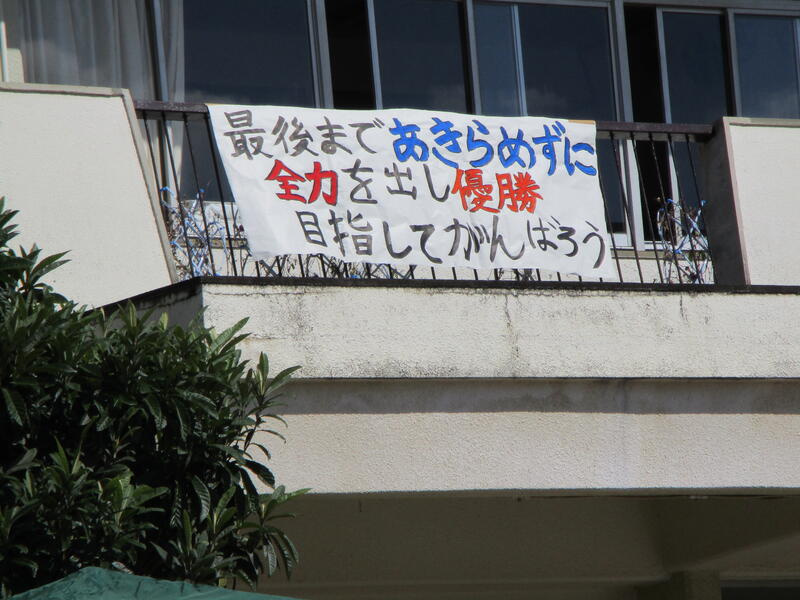 最後まであきらめずに
全力を出し優勝
目指してがんばろう